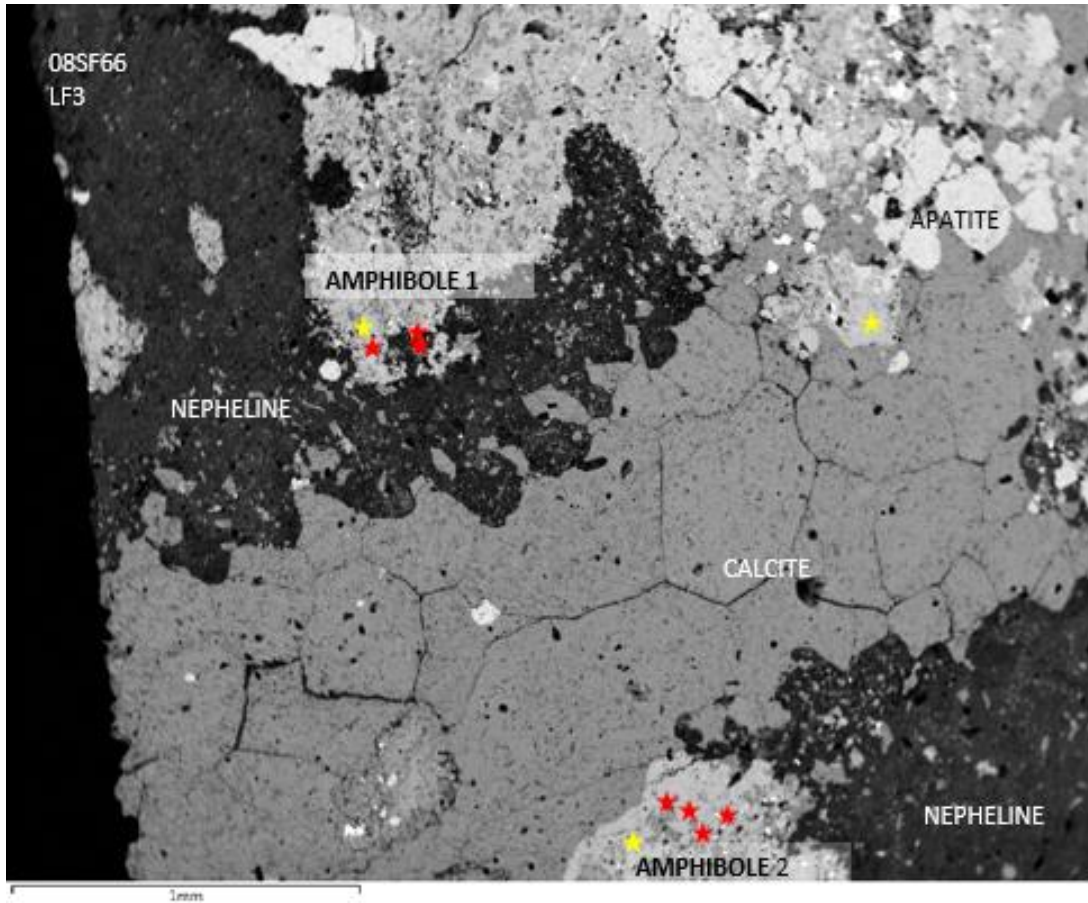 08SF66
LF3
APATITE
AMPHIBOLE 1
NEPHELINE
CALCITE
NEPHELINE
AMPHIBOLE 2
1mm